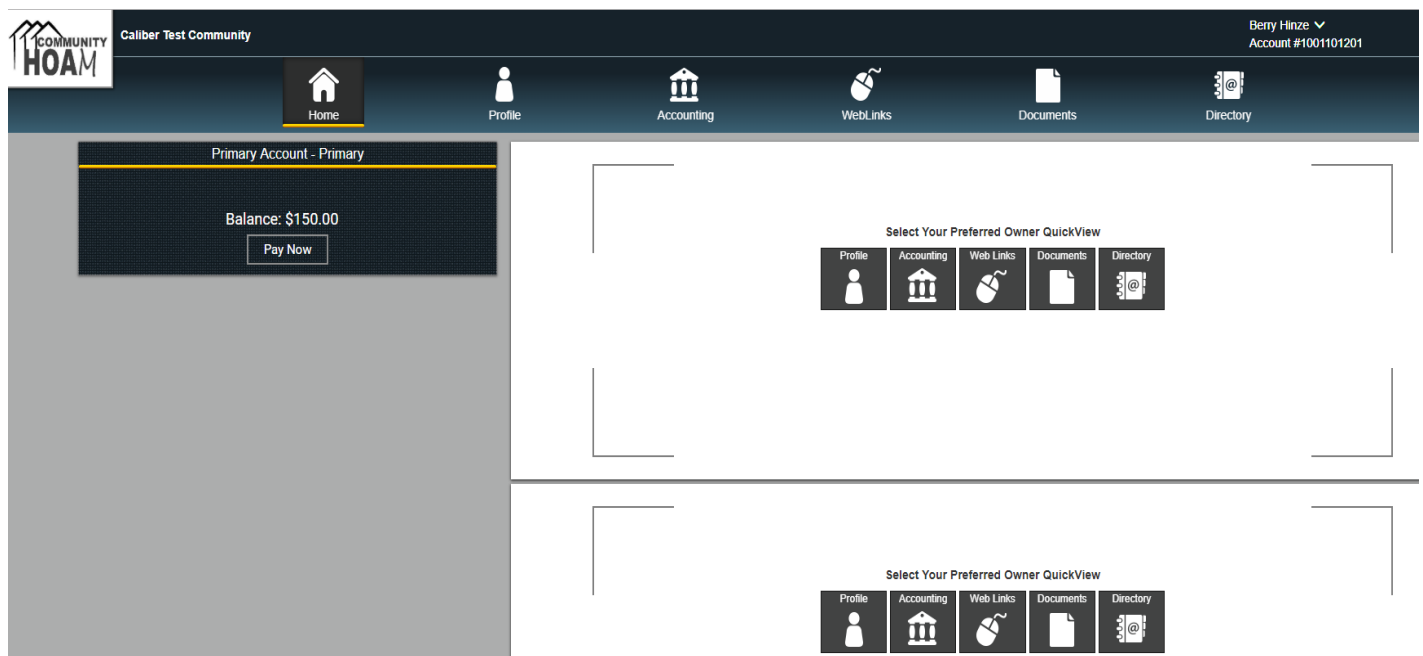 COMMUNITY
HOAM
Caliber Test Community
Berry Hinze
Account #1001101201
Home
Profile
Accounting
WebLinks
Documents
Directory
Primary Account - Primary
Balance: $150.00
Pay Now
Select Your Preferred Owner QuickView
Profile Accounting Web Links Documents Directory
Select Your Preferred Owner QuickView
Profile Accounting Web Links Documents Directory